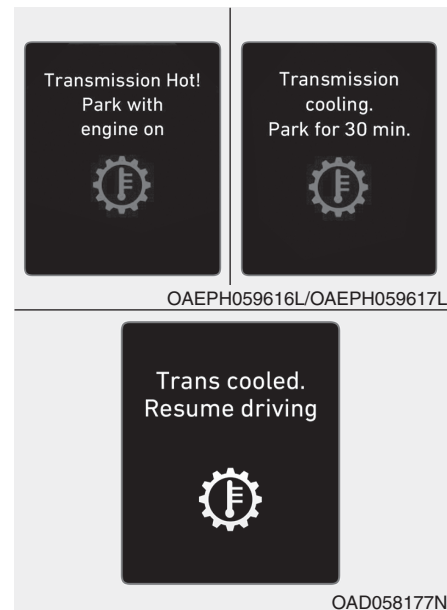 Transmission Hot!
Park with
engine on
Transmission
cooling.
Park for 30 min.
OAEPH059616L/OAEPH059617L
Trans cooled.
Resume driving
OAD058177N